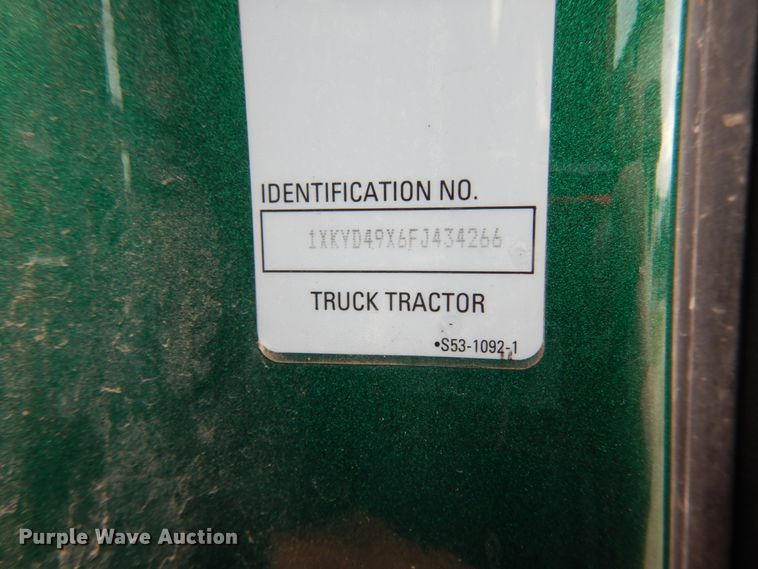 IDENTIFICATION NO.
1XKYD49X6FJ434266
TRUCK TRACTOR
•S53-1092-1
Purple Wave Auction®